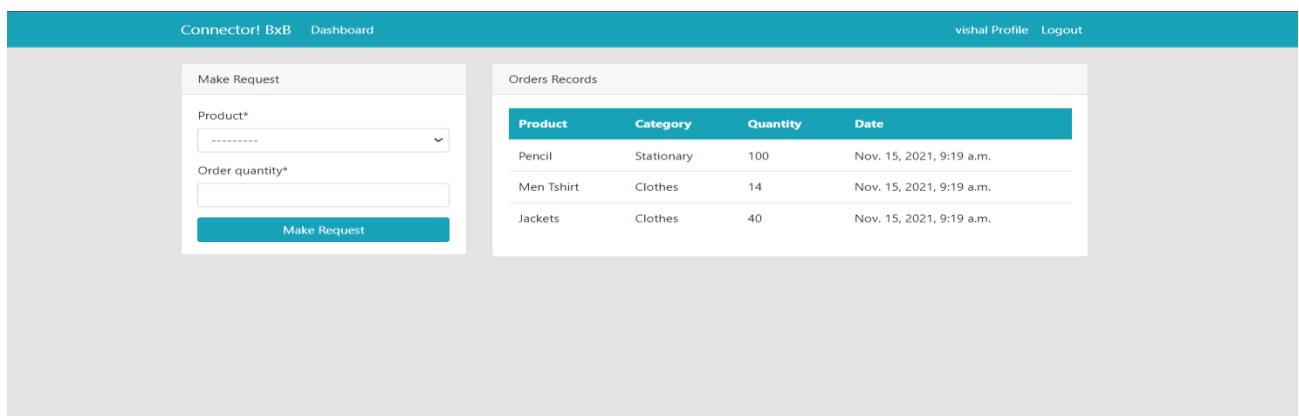 Connector! BxB Dashboard vishal Profile Logout
Make Request
Product*
---------
Order quantity*
Make Request
Orders Records
Product Category Quantity Date
Pencil Stationary 100 Nov. 15, 2021, 9:19 a.m.
Men Tshirt Clothes 14 Nov. 15, 2021, 9:19 a.m.
Jackets Clothes 40 Nov. 15, 2021, 9:19 a.m.